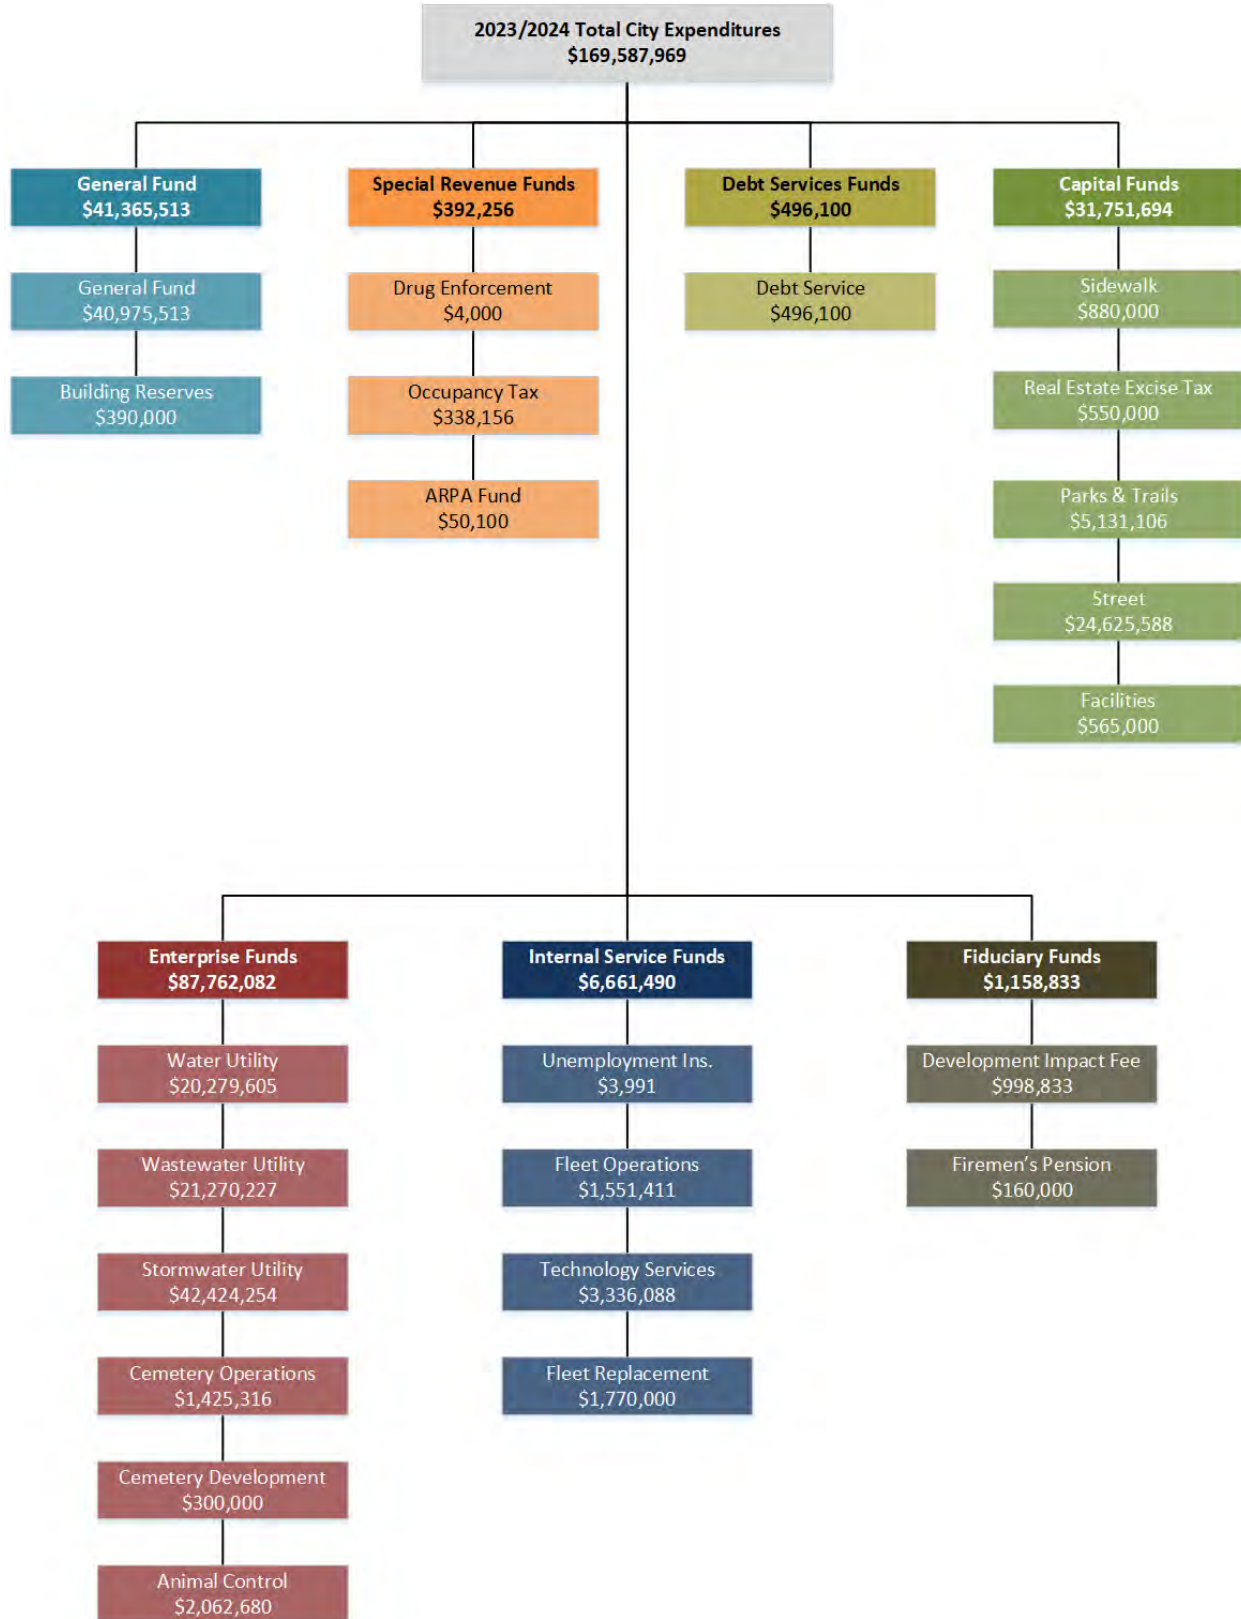 2023/2024 Total City Expenditures
$169,587,969
General Fund
$41,365,513
General Fund
$40,975,513
Building Reserves
$390,000
Special Revenue Funds
$392,256
Drug Enforcement
$4,000
Occupancy Tax
$338,156
ARPA Fund
$50,100
Debt Services Funds
$496,100
Debt Service
$496,100
Capital Funds
$31,751,694
Sidewalk
$880,000
Real Estate Excise Tax
$550,000
Parks & Trails
$5,131,106
Street
$24,625,588
Facilities
$565,000
Enterprise Funds
$87,762,082
Water Utility
$20,279,605
Wastewater Utility
$21,270,227
Stormwater Utility
$42,424,254
Cemetery Operations
$1,425,316
Cemetery Development
$300,000
Animal Control
$2,062,680
Internal Service Funds
$6,661,490
Unemployment Ins.
$3,991
Fleet Operations
$1,551,411
Technology Services
$3,336,088
Fleet Replacement
$1,770,000
Fiduciary Funds
$1,158,833
Development Impact Fee
$998,833
Firemen's Pension
$160,000